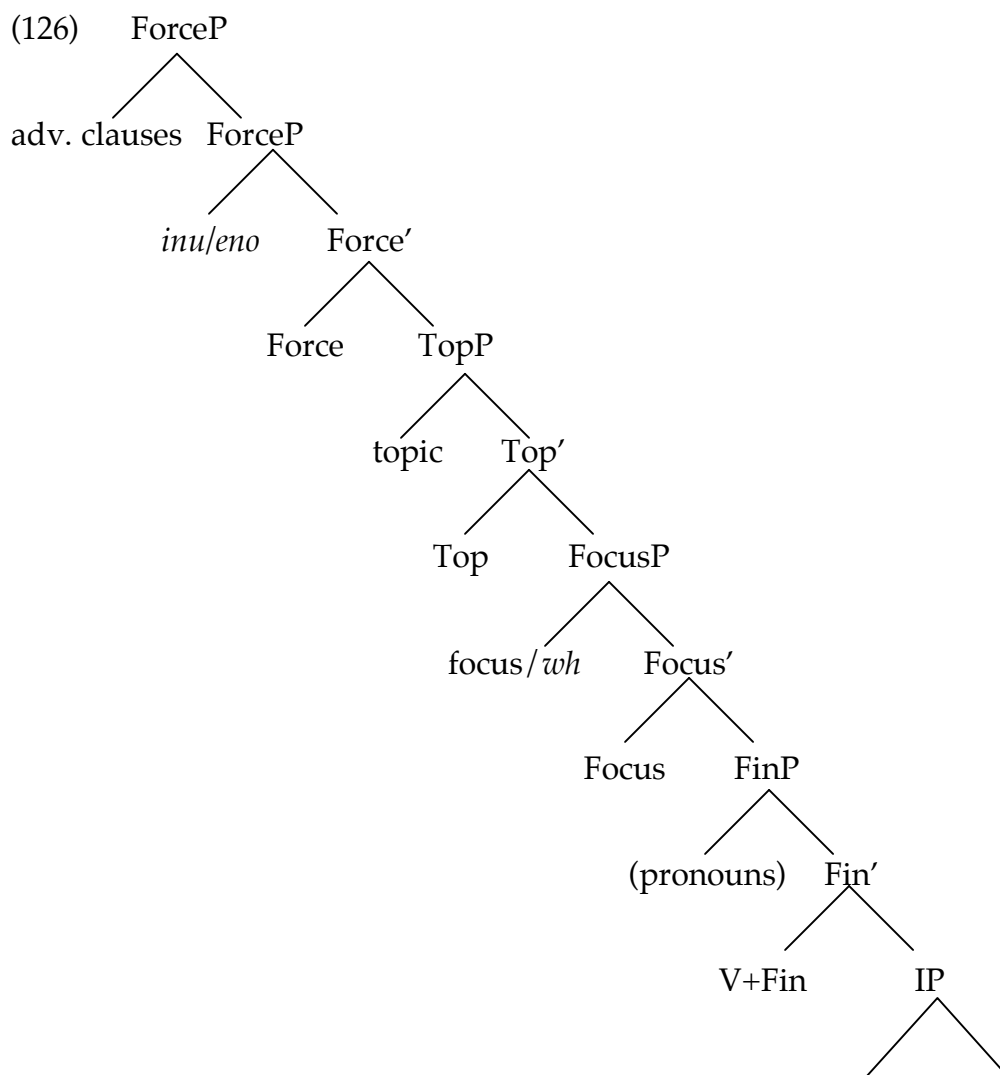 (126) ForceP
adv. clauses ForceP
inu/eno Force’
Force TopP
topic Top’
Top FocusP
focus/wh Focus’
Focus FinP
(pronouns) Fin’
V+Fin IP